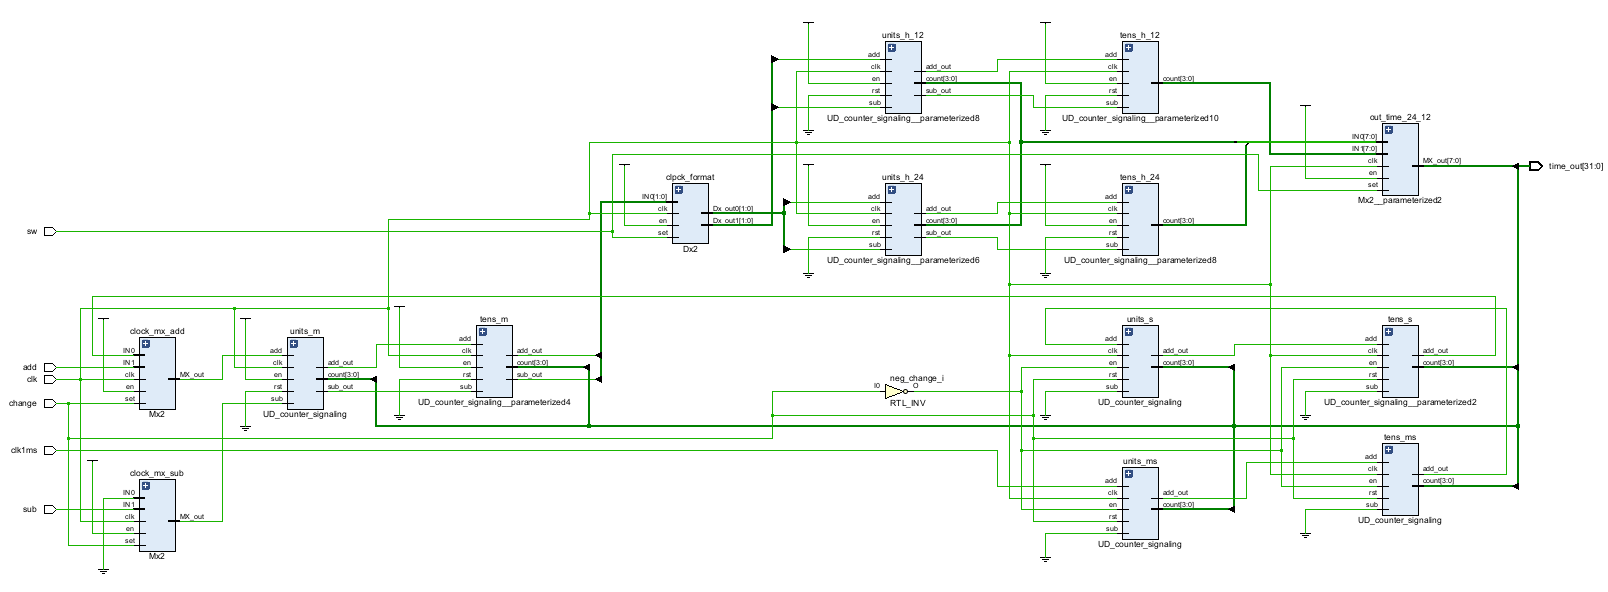 units_h_12
add
clk
en
rst
sub
add_out
count[3:0]
sub_out
UD_counter_signaling__parameterized8
tens_h_12
add
clk
en
rst
sub
count[3:0]
UD_counter_signaling__parameterized10
out_time_24_12
IN0[7:0]
IN1[7:0]
clk
en
set
MX_out[7:0]
Mx2__parameterized2
time_out[31:0]
clpck_format
IN0[1:0]
clk
en
set
Dx_out0[1:0]
Dx_out1[1:0]
Dx2
units_h_24
add
clk
en
rst
sub
add_out
count[3:0]
sub_out
UD_counter_signaling__parameterized6
tens_h_24
add
clk
en
rst
sub
count[3:0]
UD_counter_signaling__parameterized8
sw
add
clk
change
clk1ms
sub
clock_mx_add
IN0
IN1
clk
en
set
MX_out
Mx2
units_m
add
clk
en
rst
sub
add_out
count[3:0]
sub_out
UD_counter_signaling
tens_m
add
clk
en
rst
sub
add_out
count[3:0]
sub_out
UD_counter_signaling__parameterized4
neg_change_i
I0
O
RTL_INV
units_s
add
clk
en
rst
sub
add_out
count[3:0]
UD_counter_signaling
tens_s
add
clk
en
rst
sub
add_out
count[3:0]
UD_counter_signaling__parameterized2
clock_mx_sub
IN0
IN1
clk
en
set
MX_out
Mx2
units_ms
add
clk
en
rst
sub
add_out
count[3:0]
UD_counter_signaling
tens_ms
add
clk
en
rst
sub
add_out
count[3:0]
UD_counter_signaling